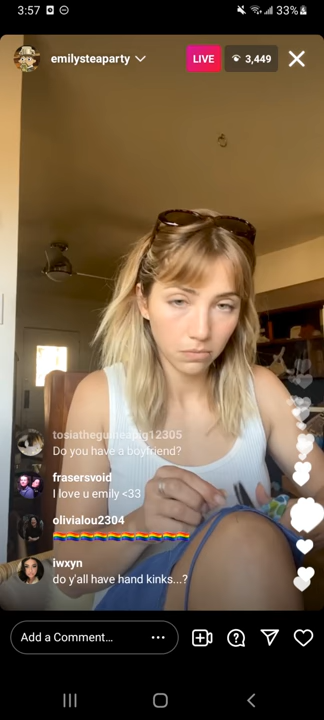 3:57
33%
emilysteaparty
LIVE
3,449
tosiatheguineapig12305
Do you have a boyfriend?
frasersvoid
I love u emily <33
olivialou2304
🏳️‍🌈🏳️‍🌈🏳️‍🌈🏳️‍🌈🏳️‍🌈🏳️‍🌈🏳️‍🌈🏳️‍🌈🏳️‍🌈
iwxyn
do y'all have hand kinks...?
Add a Comment...